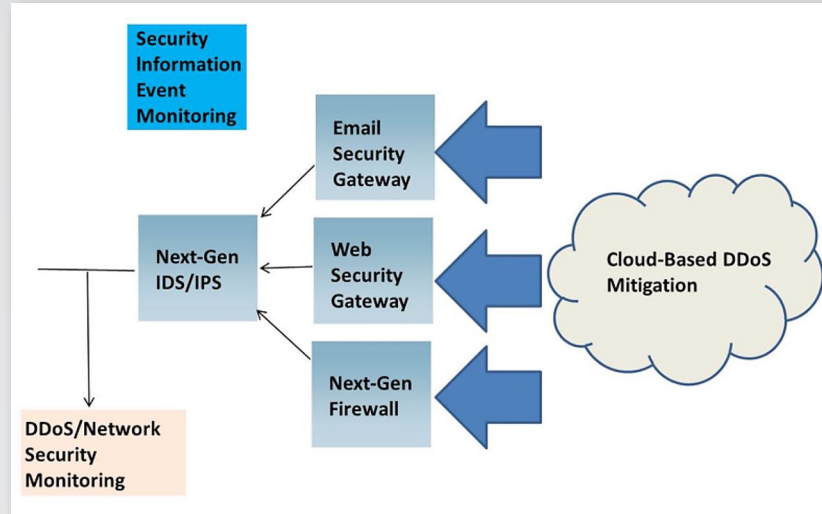 Security
Information
Event
Monitoring
Email
Security
Gateway
Next-Gen
IDS/IPS
Web
Security
Gateway
Cloud-Based DDoS
Mitigation
Next-Gen
Firewall
DDoS/Network
Security
Monitoring